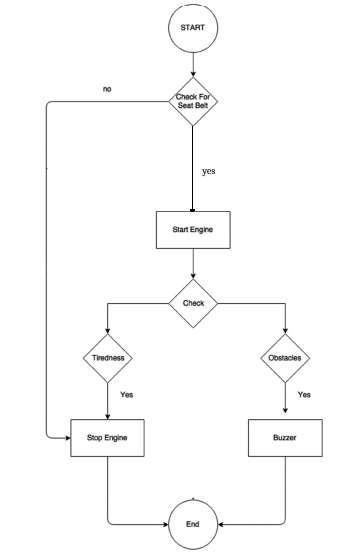 START
no
Check For
Seat Belt
yes
Start Engine
Check
Tiredness
Obstacles
Yes
Yes
Stop Engine
Buzzer
End